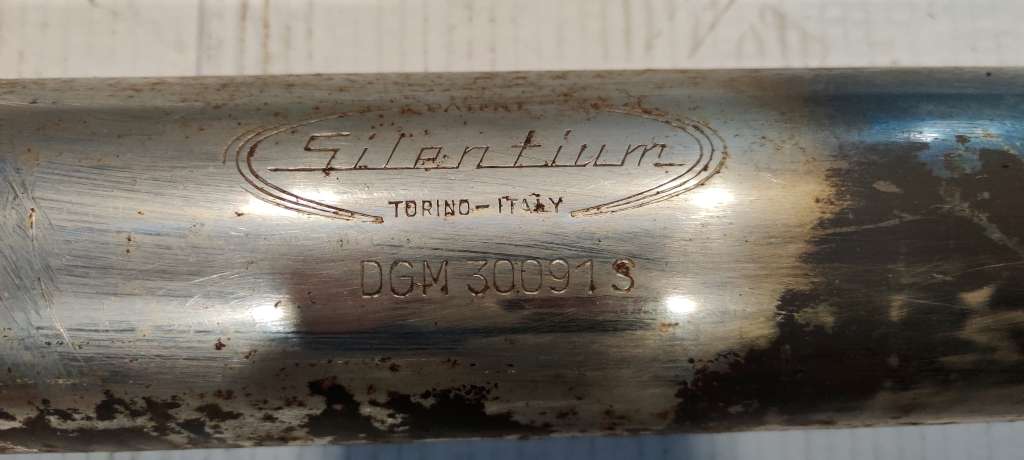 Silentium
TORINO-ITALY
DGM 30091 S